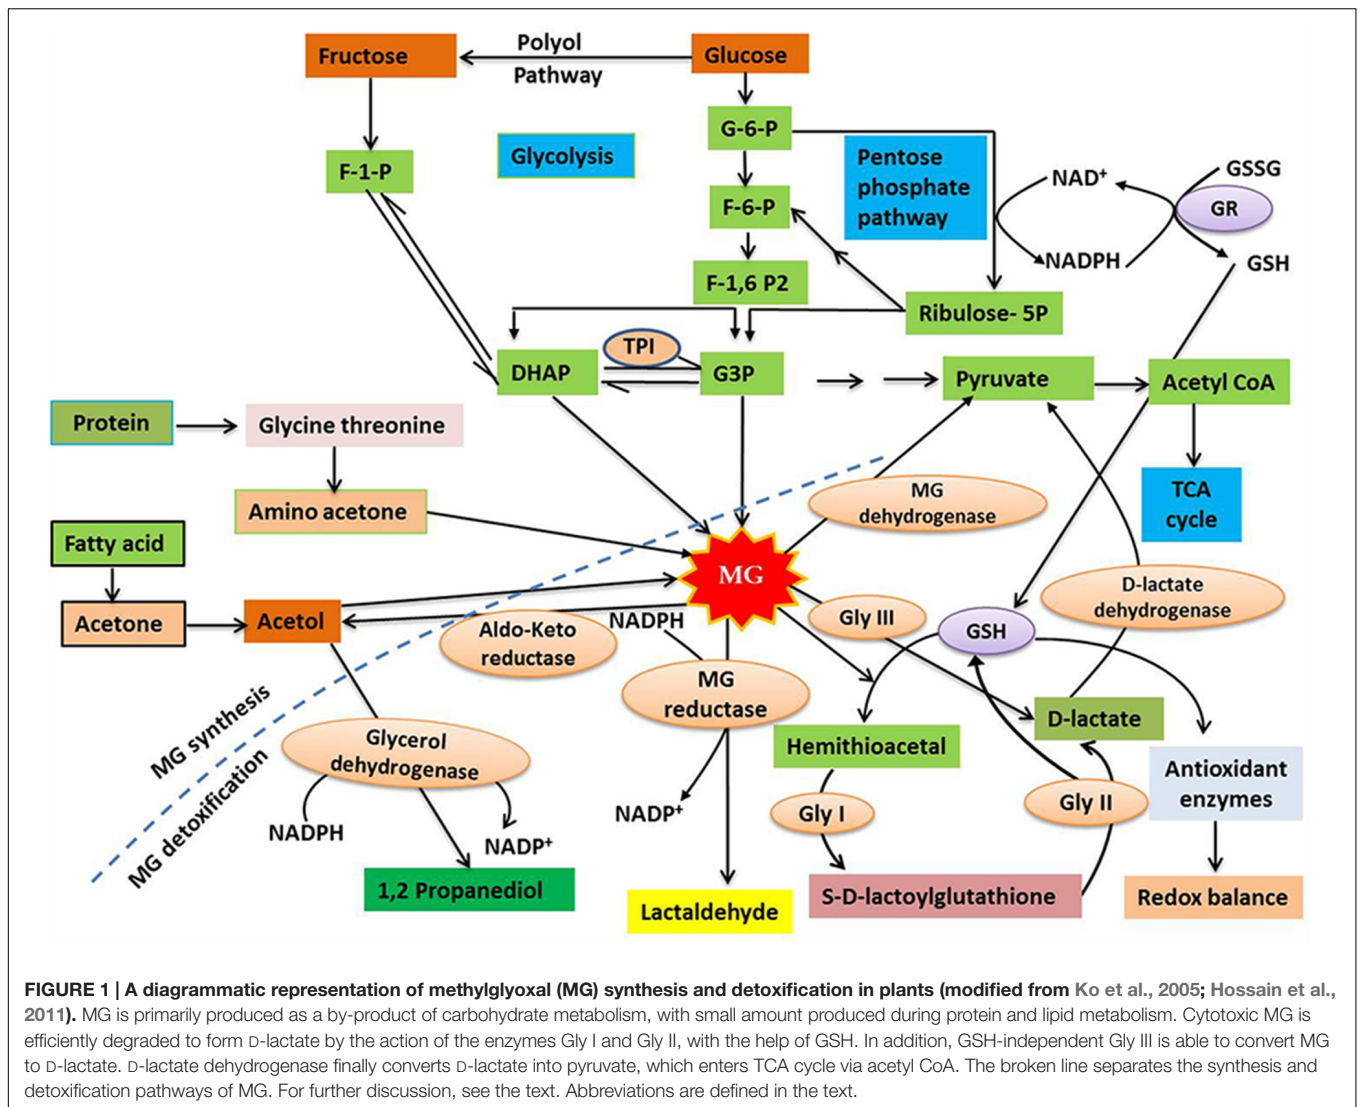 Fructose
Polyol
Pathway
Glucose
G-6-P
Glycolysis
Pentose
phosphate
pathway
F-1-P
NAD+
GSSG
GR
F-6-P
NADPH
GSH
F-1,6 P2
Ribulose- 5P
TPI
DHAP
G3P
Pyruvate
Acetyl CoA
Protein
Glycine threonine
Amino acetone
MG
dehydrogenase
TCA
cycle
Fatty acid
MG
D-lactate
dehydrogenase
Acetone
Acetol
Aldo-Keto
reductase
NADPH
Gly III
GSH
MG
reductase
MG synthesis
MG detoxification
Glycerol
dehydrogenase
D-lactate
Hemithioacetal
Antioxidant
enzymes
NADPH
NADP+
NADP+
Gly I
Gly II
1,2 Propanediol
Lactaldehyde
S-D-lactoylglutathione
Redox balance
FIGURE 1 | A diagrammatic representation of methylglyoxal (MG) synthesis and detoxification in plants (modified from Ko et al., 2005; Hossain et al.,
2011). MG is primarily produced as a by-product of carbohydrate metabolism, with small amount produced during protein and lipid metabolism. Cytotoxic MG is
efficiently degraded to form D-lactate by the action of the enzymes Gly I and Gly II, with the help of GSH. In addition, GSH-independent Gly III is able to convert MG
to D-lactate. D-lactate dehydrogenase finally converts D-lactate into pyruvate, which enters TCA cycle via acetyl CoA. The broken line separates the synthesis and
detoxification pathways of MG. For further discussion, see the text. Abbreviations are defined in the text.